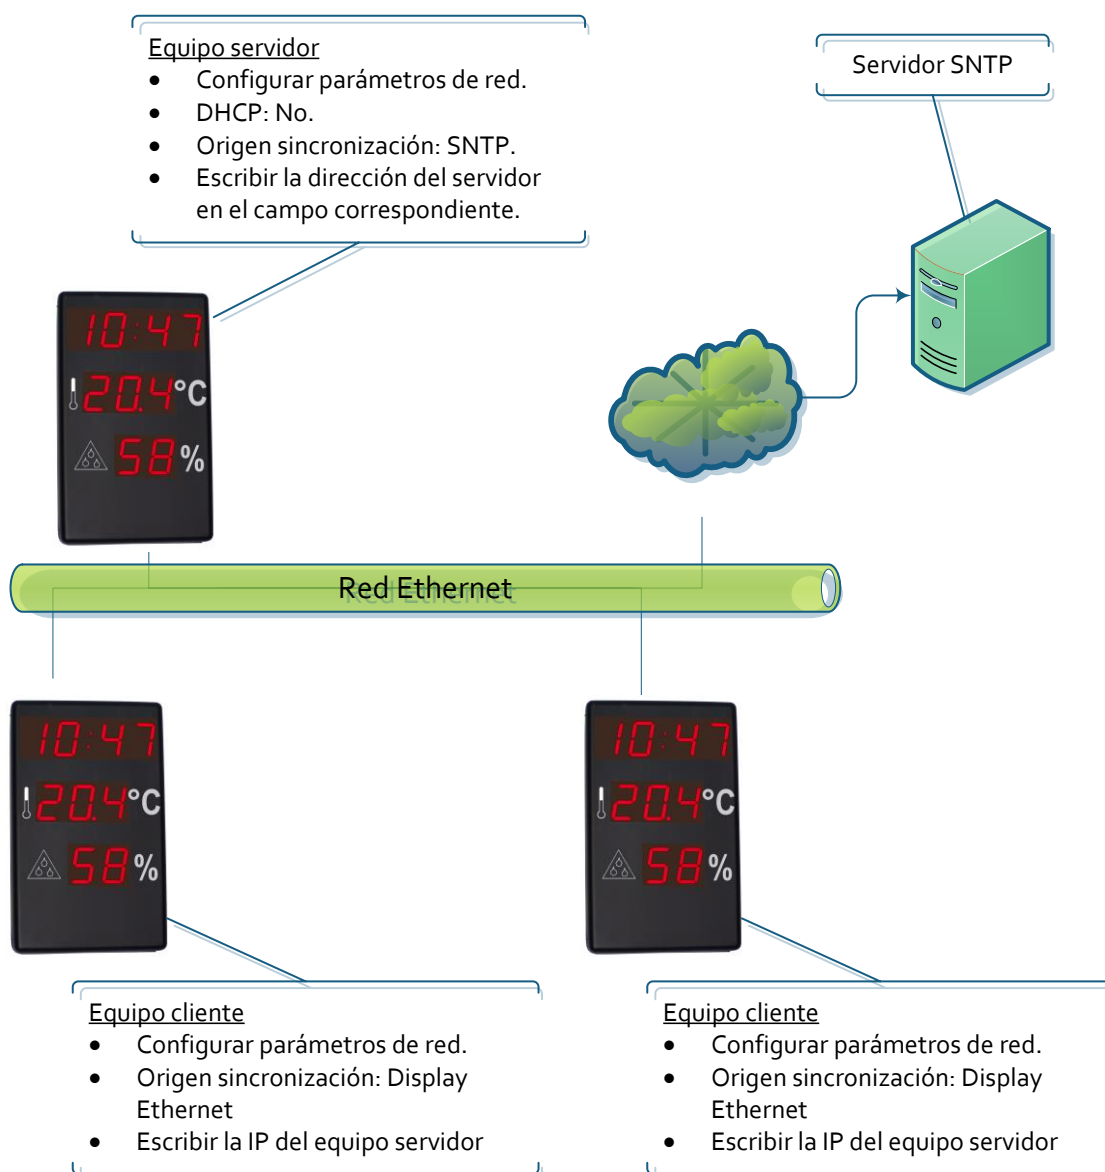 Equipo servidor
• Configurar parámetros de red.
• DHCP: No.
• Origen sincronización: SNTP.
• Escribir la dirección del servidor
en el campo correspondiente.
Servidor SNTP
10:47
20.4°C
58%
Red Ethernet
10:47
20.4°C
58%
10:47
20.4°C
58%
Equipo cliente
• Configurar parámetros de red.
• Origen sincronización: Display
Ethernet
• Escribir la IP del equipo servidor
Equipo cliente
• Configurar parámetros de red.
• Origen sincronización: Display
Ethernet
• Escribir la IP del equipo servidor